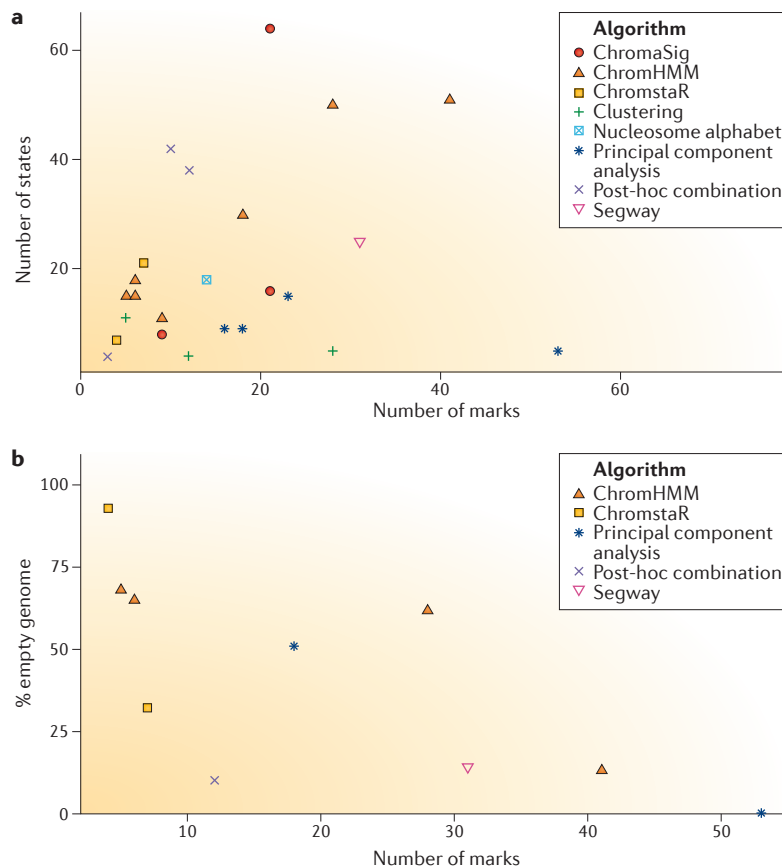 a
Number of states
60
40
20
0
20
40
60
Number of marks
Algorithm
ChromaSig
ChromHMM
ChromstaR
Clustering
Nucleosome alphabet
Principal component
analysis
Post-hoc combination
Segway
b
% empty genome
100
75
50
25
0
10
20
30
40
50
Number of marks
Algorithm
ChromHMM
ChromstaR
Principal component
analysis
Post-hoc combination
Segway